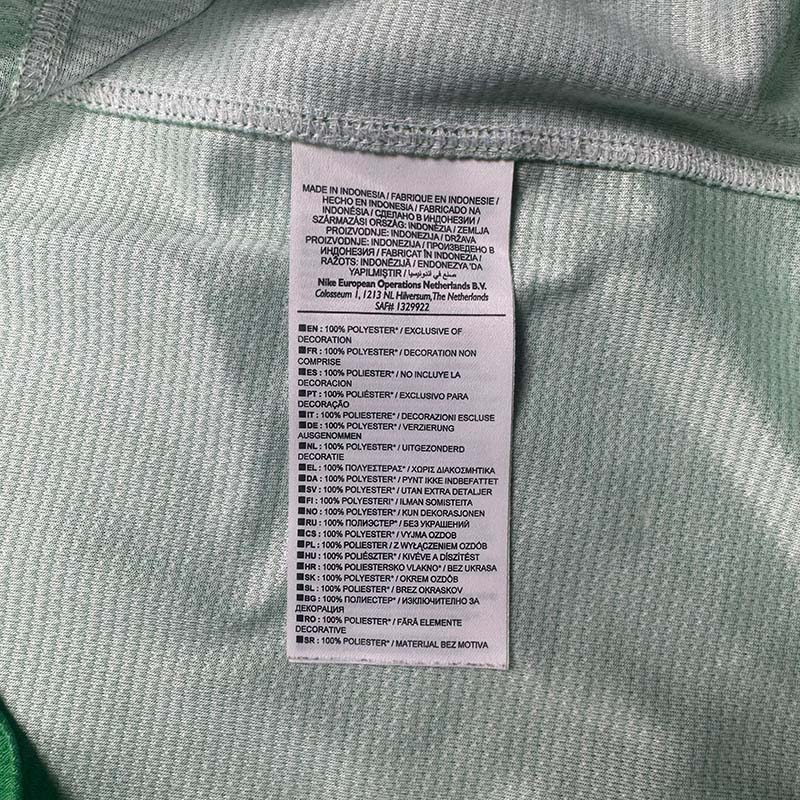 MADE IN INDONESIA / FABRIQUE EN INDONESIE /
HECHO EN INDONESIA / FABRICADO NA
INDONÉSIA / СДЕЛАНО В ИНДОНЕЗИИ /
SZÁRMAZÁSI ORSZÁG: INDONÉZIA / ZEMLJA
PROIZVODNJE: INDONEZIJA / DRŽAVA
PROIZVODNJE: INDONEZIJA / ПРОИЗВЕДЕНО В
ИНДОНЕЗИЯ / FABRICAT ÎN INDONEZIA /
RAŽOTS: INDONĒZIJĀ / ENDONEZYA'DA
YAPILMIŞTIR / صنع في اندونيسيا
Nike European Operations Netherlands B.V.
Colosseum 1, 1213 NL Hilversum, The Netherlands
SAF# 1329922
EN : 100% POLYESTER* / EXCLUSIVE OF
DECORATION
FR : 100% POLYESTER* / DECORATION NON
COMPRISE
ES : 100% POLIESTER* / NO INCLUYE LA
DECORACION
PT : 100% POLIÉSTER* / EXCLUSIVO PARA
DECORAÇÃO
IT : 100% POLIESTERE* / DECORAZIONI ESCLUSE
DE : 100% POLYESTER* / VERZIERUNG
AUSGENOMMEN
NL : 100% POLYESTER* / UITGEZONDERD
DECORATIE
EL : 100% ΠΟΛΥΕΣΤΕΡΑΣ* / ΧΩΡΙΣ ΔΙΑΚΟΣΜΗΤΙΚΑ
DA : 100% POLYESTER* / PYNT IKKE INDBEFATTET
SV : 100% POLYESTER* / UTAN EXTRA DETALJER
FI : 100% POLYESTERI* / ILMAN SOMISTEITA
NO : 100% POLYESTER* / KUN DEKORASJONEN
RU : 100% ПОЛИЭСТЕР* / БЕЗ УКРАШЕНИЙ
CS : 100% POLYESTER* / VYJMA OZDOB
PL : 100% POLIESTER / Z WYŁĄCZENIEM OZDÓB
HU : 100% POLIÉSZTER* / KIVÉVE A DÍSZÍTÉST
HR : 100% POLIESTERSKO VLAKNO* / BEZ UKRASA
SK : 100% POLYESTER* / OKREM OZDÔB
SL : 100% POLIESTER* / BREZ OKRASKOV
BG : 100% ПОЛИЕСТЕР* / ИЗКЛЮЧИТЕЛНО ЗА
ДЕКОРАЦИЯ
RO : 100% POLIESTER* / FĂRĂ ELEMENTE
DECORATIVE
SR : 100% POLIESTER* / MATERIJAL BEZ MOTIVA